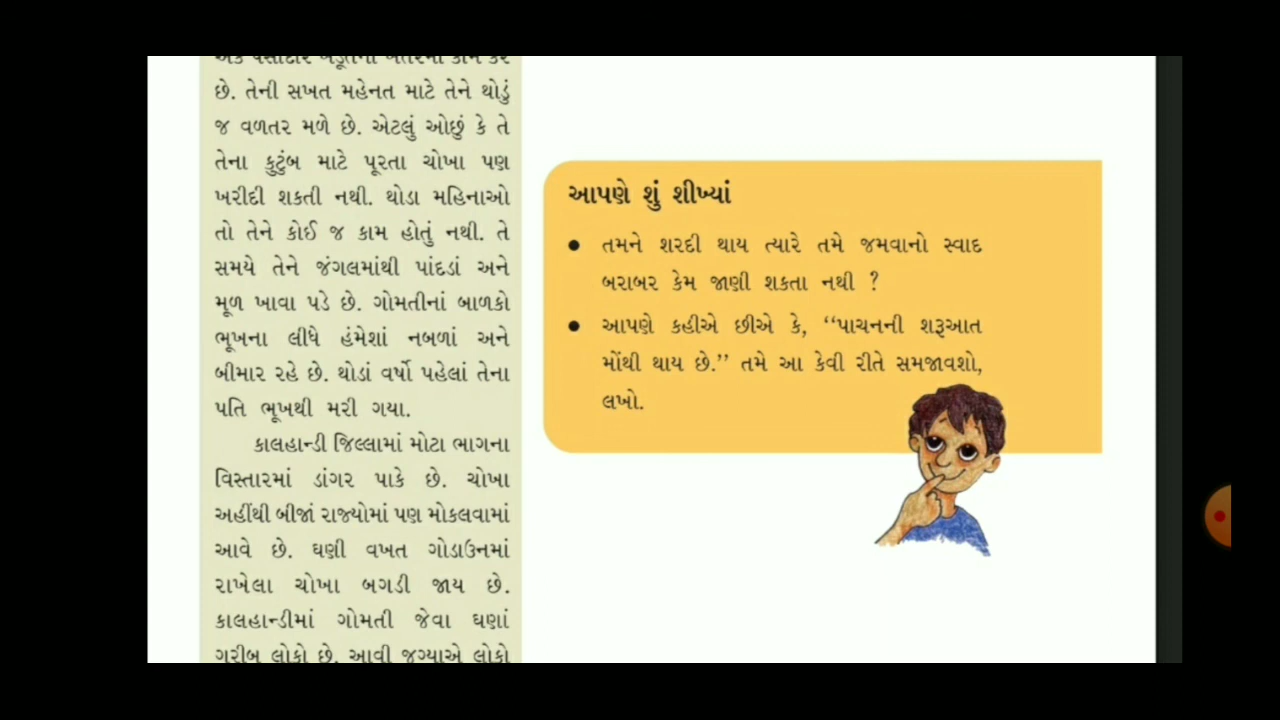 છે. તેની સખત મહેનત માટે તેને થોડું
જ વળતર મળે છે. એટલું ઓછું કે તે
તેના કુટુંબ માટે પૂરતા ચોખા પણ
ખરીદી શકતી નથી. થોડા મહિનાઓ
તો તેને કોઈ જ કામ હોતું નથી. તે
સમયે તેને જંગલમાંથી પાંદડાં અને
મૂળ ખાવા પડે છે. ગોમતીનાં બાળકો
ભૂખના લીધે હંમેશાં નબળાં અને
બીમાર રહે છે. થોડાં વર્ષો પહેલાં તેના
પતિ ભૂખથી મરી ગયા.
કાલહાન્ડી જિલ્લામાં મોટા ભાગના
વિસ્તારમાં ડાંગર પાકે છે. ચોખા
અહીંથી બીજાં રાજ્યોમાં પણ મોકલવામાં
આવે છે. ઘણી વખત ગોડાઉનમાં
રાખેલા ચોખા બગડી જાય છે.
કાલહાન્ડીમાં ગોમતી જેવા ઘણાં
ગરીબ લોકો છે. આવી જગ્યાએ લોકો
આપણે શું શીખ્યાં
● તમને શરદી થાય ત્યારે તમે જમવાનો સ્વાદ
બરાબર કેમ જાણી શકતા નથી ?
● આપણે કહીએ છીએ કે, ‘‘પાચનની શરૂઆત
મોંથી થાય છે.’’ તમે આ કેવી રીતે સમજાવશો,
લખો.